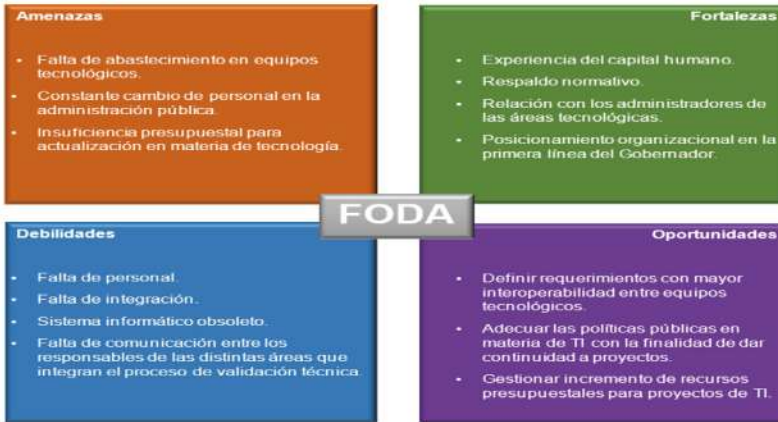 Amenazas
• Falta de abastecimiento en equipos
tecnológicos.
• Constante cambio de personal en la
administración pública.
• Insuficiencia presupuestal para
actualización en materia de tecnología.
Fortalezas
• Experiencia del capital humano.
• Respaldo normativo.
• Relación con los administradores de
las áreas tecnológicas.
• Posicionamiento organizacional en la
primera línea del Gobernador.
FODA
Debilidades
• Falta de personal.
• Falta de integración.
• Sistema informático obsoleto.
• Falta de comunicación entre los
responsables de las distintas áreas que
integran el proceso de validación técnica.
Oportunidades
• Definir requerimientos con mayor
interoperabilidad entre equipos
tecnológicos.
• Adecuar las políticas públicas en
materia de TI con la finalidad de dar
continuidad a proyectos.
• Gestionar incremento de recursos
presupuestales para proyectos de TI.